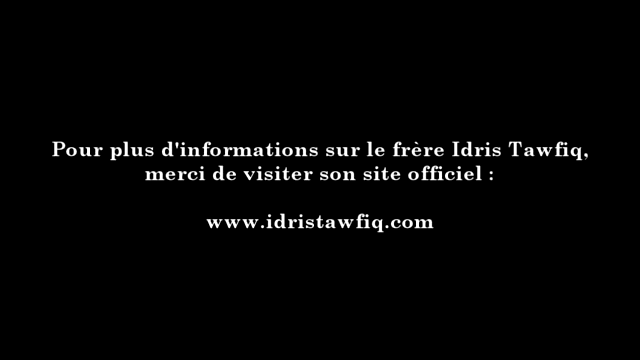 Pour plus d'informations sur le frère Idris Tawfiq,
merci de visiter son site officiel :
www.idristawfiq.com